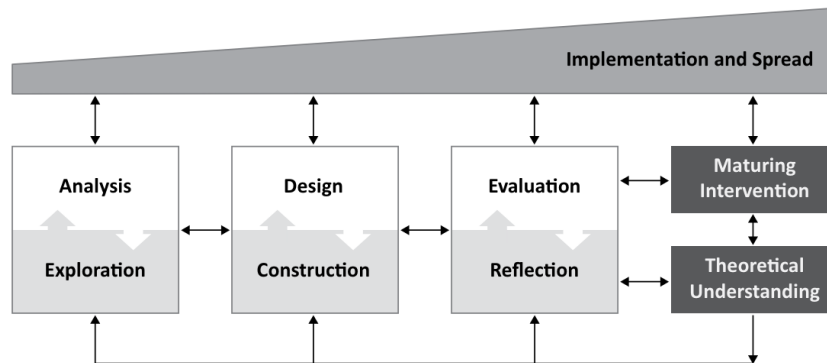 Implementation and Spread
Analysis
Exploration
Design
Construction
Evaluation
Reflection
Maturing
Intervention
Theoretical
Understanding